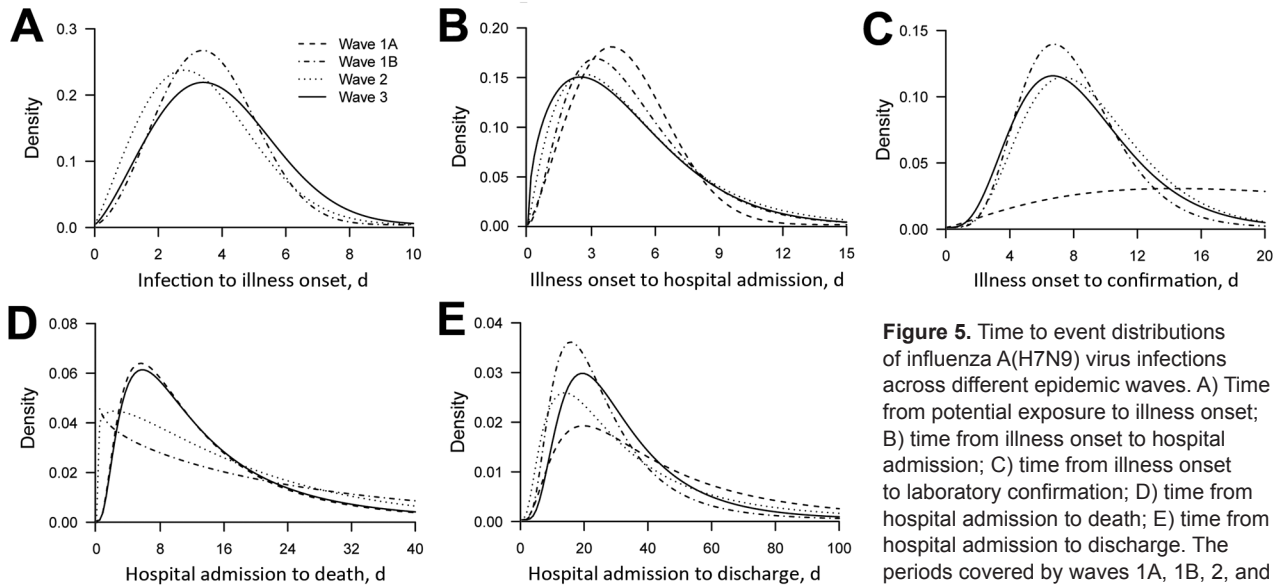 A
0.3
0.2
0.1
0.0
Density
0
2
4
6
8
10
Infection to illness onset, d
Wave 1A
Wave 1B
Wave 2
Wave 3
B
0.20
0.15
0.10
0.05
0.00
Density
0
3
6
9
12
15
Illness onset to hospital admission, d
C
0.15
0.10
0.05
0.00
Density
0
4
8
12
16
20
Illness onset to confirmation, d
D
0.08
0.06
0.04
0.02
0.00
Density
0
8
16
24
32
40
Hospital admission to death, d
E
0.04
0.03
0.02
0.01
0.00
Density
0
20
40
60
80
100
Hospital admission to discharge, d
Figure 5. Time to event distributions
of influenza A(H7N9) virus infections
across different epidemic waves. A) Time
from potential exposure to illness onset;
B) time from illness onset to hospital
admission; C) time from illness onset
to laboratory confirmation; D) time from
hospital admission to death; E) time from
hospital admission to discharge. The
periods covered by waves 1A, 1B, 2, and